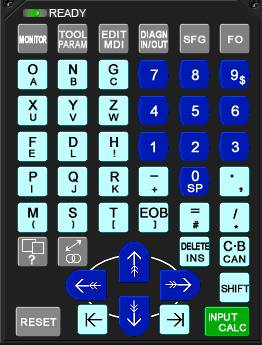 READY
MONITOR TOOL PARAM EDIT MDI DIAGN IN/OUT SFG FO
O A N B G C 7 8 9 $
X U Y V Z W 4 5 6
F E D L H ! 1 2 3
P I Q J R K - + 0 SP . ,
M ( S ) T [ EOB ] = # / *
? DELETE INS C·B CAN
SHIFT
RESET INPUT CALC